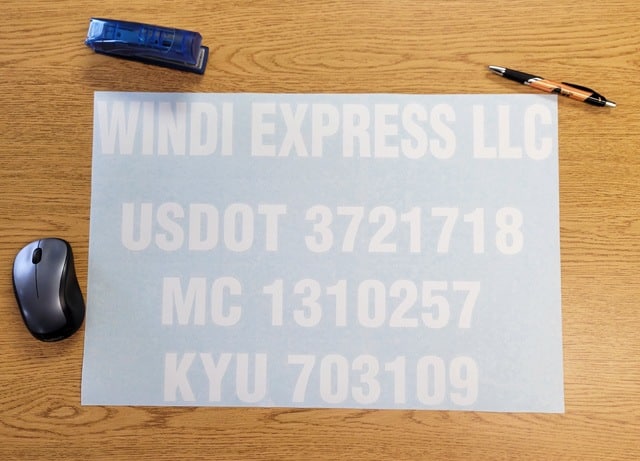 WINDI EXPRESS LLC
USDOT 3721718
MC 1310257
KYU 703109